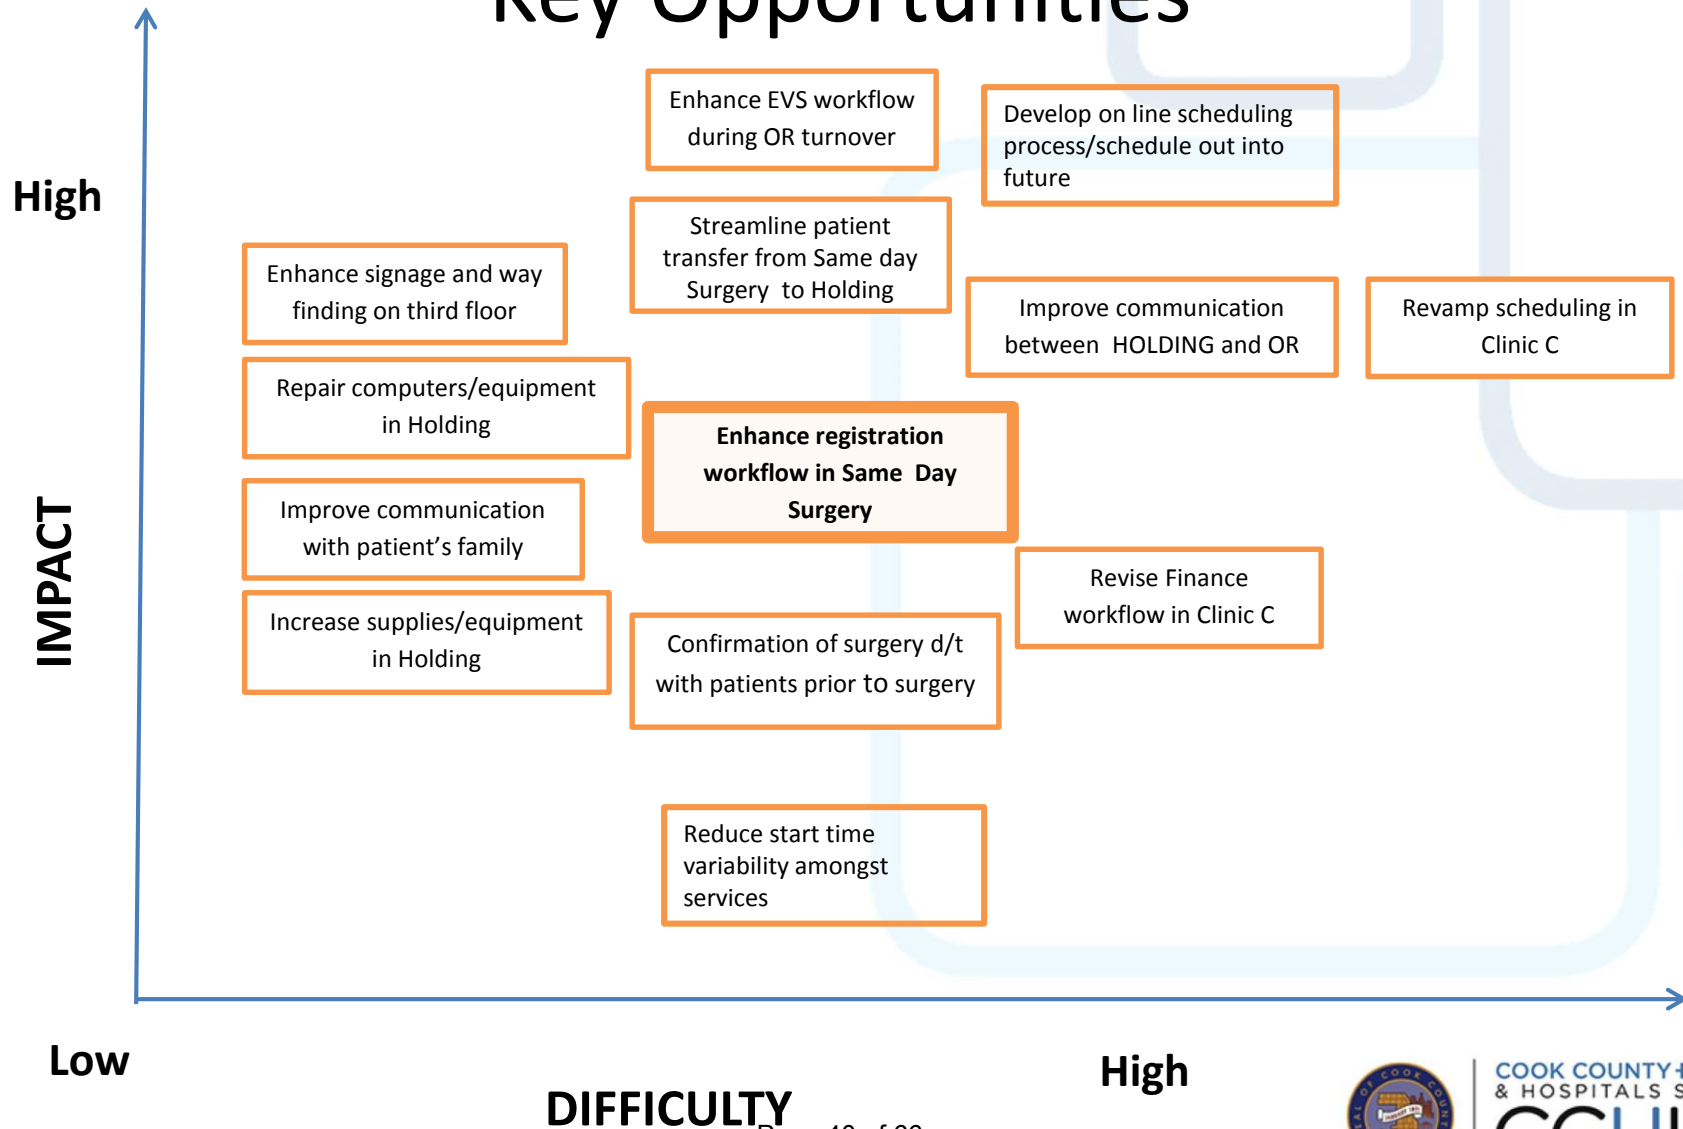 Key Opportunities
Enhance EVS workflow
during OR turnover
Develop on line scheduling
process/schedule out into
future
High
Streamline patient
transfer from Same day
Surgery to Holding
Enhance signage and way
finding on third floor
Improve communication
between HOLDING and OR
Revamp scheduling in
Clinic C
Repair computers/equipment
in Holding
Enhance registration
workflow in Same Day
Surgery
Improve communication
with patient's family
IMPACT
Revise Finance
workflow in Clinic C
Increase supplies/equipment
in Holding
Confirmation of surgery d/t
with patients prior to surgery
Reduce start time
variability amongst
services
Low
High
DIFFICULTY
COOK COUNTY
& HOSPITALS S